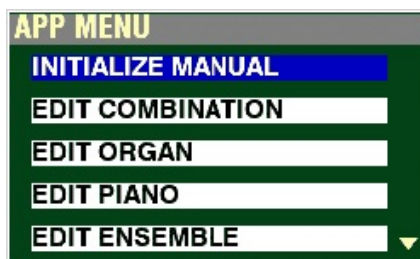 APP MENU
INITIALIZE MANUAL
EDIT COMBINATION
EDIT ORGAN
EDIT PIANO
EDIT ENSEMBLE